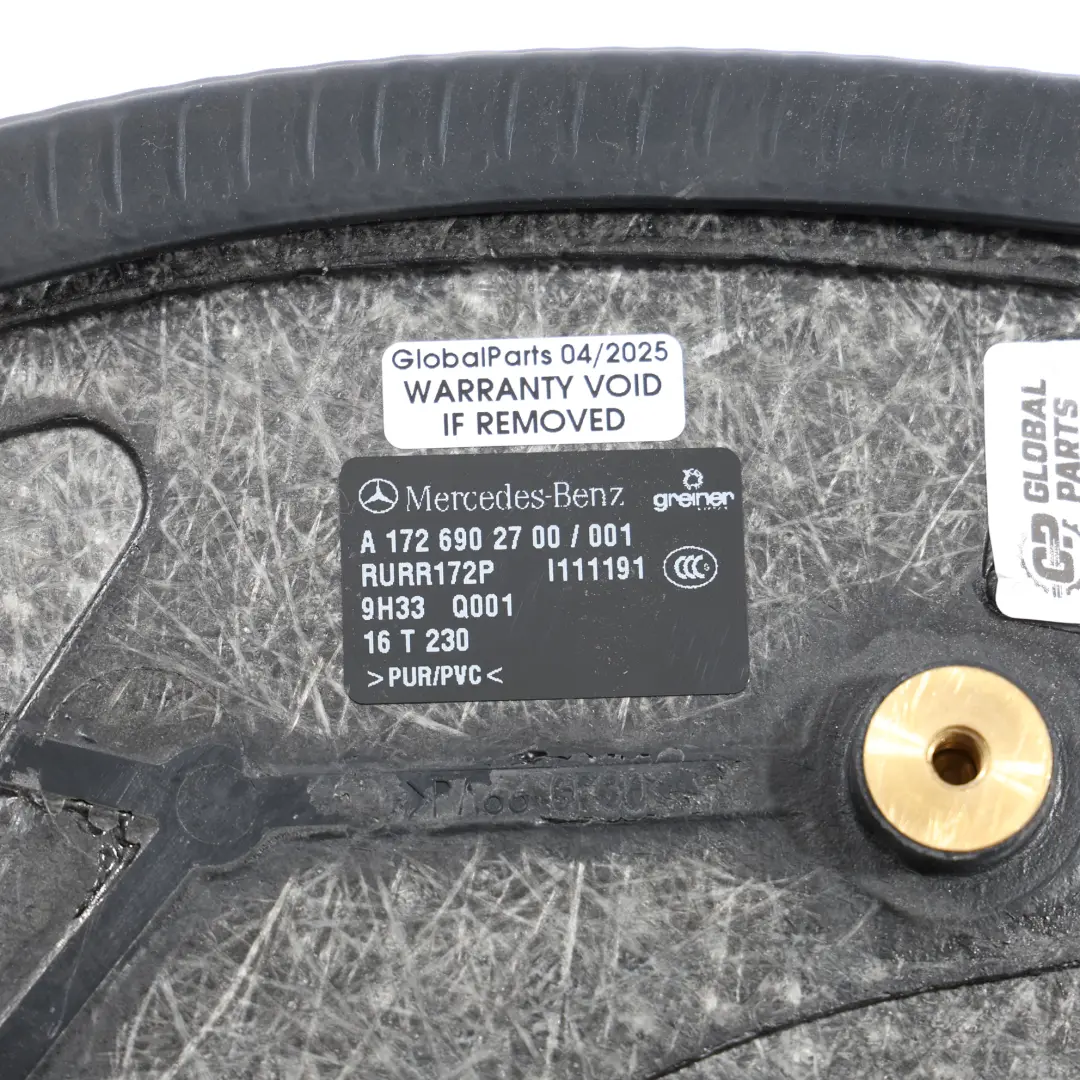 GlobalParts 04/2025
WARRANTY VOID
IF REMOVED
Mercedes-Benz greiner
A 172 690 27 00 / 001
RURR172P I111191 CCC S
9H33 Q001
16 T 230
>PUR/PVC<
GLOBAL
PARTS